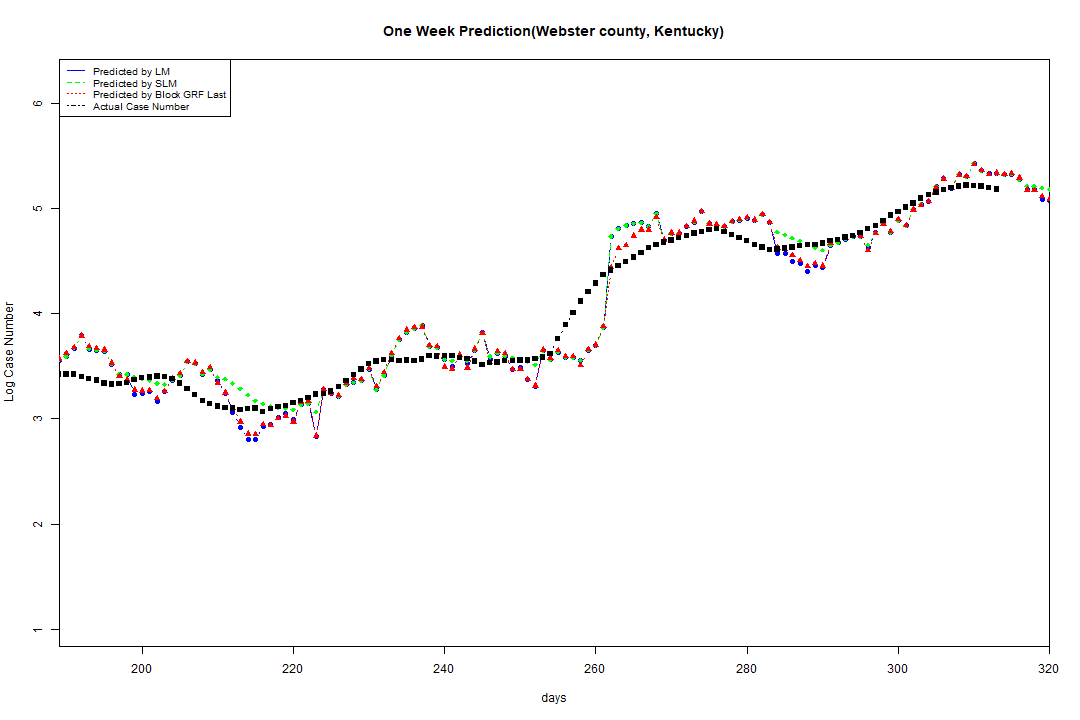 One Week Prediction(Webster county, Kentucky)
Predicted by LM
Predicted by SLM
Predicted by Block GRF Last
Actual Case Number
6
5
4
3
2
1
Log Case Number
200 220 240 260 280 300 320
days